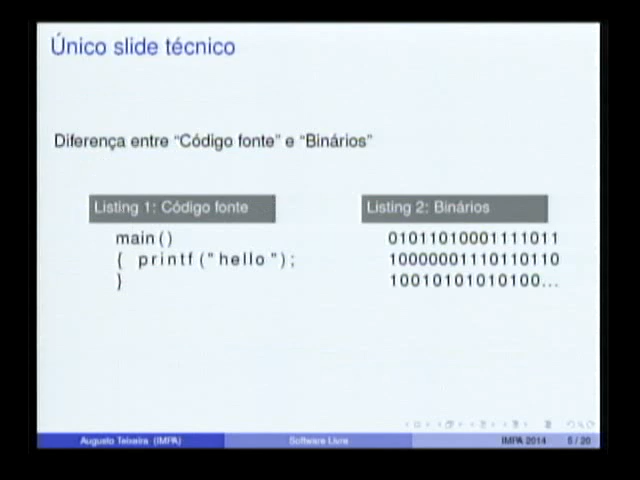 Único slide técnico
Diferença entre “Código fonte” e “Binários”
Listing 1: Código fonte
main()
{ printf("hello");
}
Listing 2: Binários
01011010001111011
10000001110110110
10010101010100...
Augusto Teixeira (IMPA)
Software Livre
IMPA 2014
5 / 20